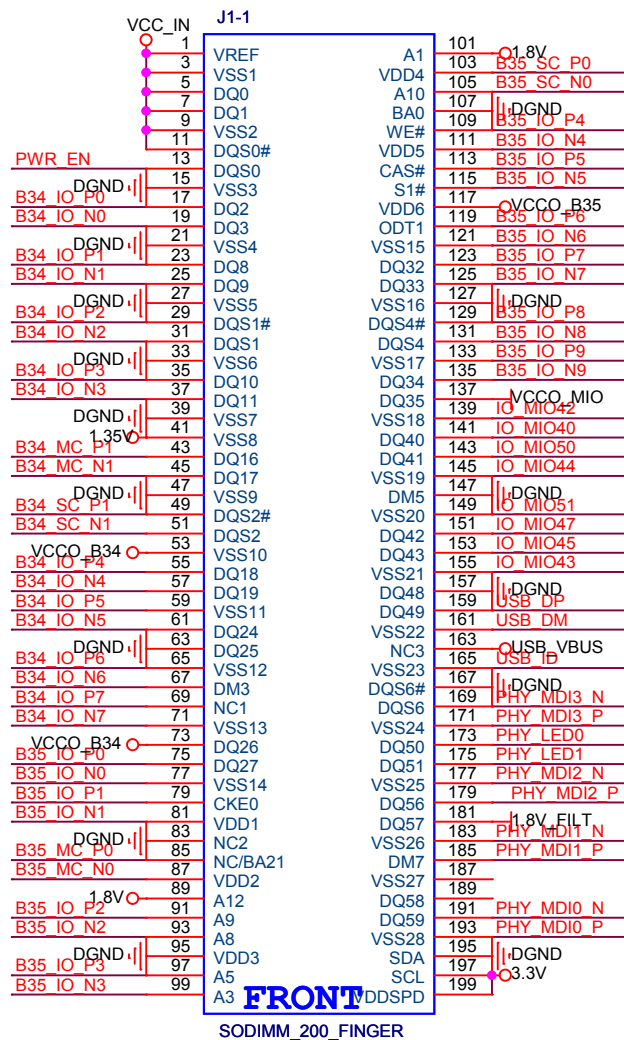 J1-1
VCC_IN
1 VREF A1 101 1.8V
3 VSS1 VDD4 103 B35_SC_P0
5 DQ0 A10 105 B35_SC_N0
7 DQ1 BA0 107 DGND
9 VSS2 WE# 109 B35_IO_P4
11 DQS0# VDD5 111 B35_IO_N4
PWR_EN 13 DQS0 CAS# 113 B35_IO_P5
DGND 15 VSS3 S1# 115 B35_IO_N5
B34_IO_P0 17 DQ2 VDD6 117 VCCO_B35
B34_IO_N0 19 DQ3 ODT1 119 B35_IO_P6
DGND 21 VSS4 VSS15 121 B35_IO_N6
B34_IO_P1 23 DQ8 DQ32 123 B35_IO_P7
B34_IO_N1 25 DQ9 DQ33 125 B35_IO_N7
DGND 27 VSS5 VSS16 127 DGND
B34_IO_P2 29 DQS1# DQS4# 129 B35_IO_P8
B34_IO_N2 31 DQS1 DQS4 131 B35_IO_N8
DGND 33 VSS6 VSS17 133 B35_IO_P9
B34_IO_P3 35 DQ10 DQ34 135 B35_IO_N9
B34_IO_N3 37 DQ11 DQ35 137 VCCO_MIO
DGND 39 VSS7 VSS18 139 IO_MIO42
1.35V 41 VSS8 DQ40 141 IO_MIO40
B34_MC_P1 43 DQ16 DQ41 143 IO_MIO50
B34_MC_N1 45 DQ17 VSS19 145 IO_MIO44
DGND 47 VSS9 DM5 147 DGND
B34_SC_P1 49 DQS2# VSS20 149 IO_MIO51
B34_SC_N1 51 DQS2 DQ42 151 IO_MIO47
VCCO_B34 53 VSS10 DQ43 153 IO_MIO45
B34_IO_P4 55 DQ18 VSS21 155 IO_MIO43
B34_IO_N4 57 DQ19 DQ48 157 DGND
B34_IO_P5 59 VSS11 DQ49 159 USB_DP
B34_IO_N5 61 DQ24 VSS22 161 USB_DM
DGND 63 DQ25 NC3 163 USB_VBUS
B34_IO_P6 65 VSS12 VSS23 165 USB_ID
B34_IO_N6 67 DM3 DQS6# 167 DGND
B34_IO_P7 69 NC1 DQS6 169 PHY_MDI3_N
B34_IO_N7 71 VSS13 VSS24 171 PHY_MDI3_P
VCCO_B34 73 DQ26 DQ50 173 PHY_LED0
B35_IO_P0 75 DQ27 DQ51 175 PHY_LED1
B35_IO_N0 77 VSS14 VSS25 177 PHY_MDI2_N
B35_IO_P1 79 CKE0 DQ56 179 PHY_MDI2_P
B35_IO_N1 81 VDD1 DQ57 181 1.8V_FILT
DGND 83 NC2 VSS26 183 PHY_MDI1_N
B35_MC_P0 85 NC/BA21 DM7 185 PHY_MDI1_P
B35_MC_N0 87 VDD2 VSS27 187
1.8V 89 A12 DQ58 189
B35_IO_P2 91 A9 DQ59 191 PHY_MDI0_N
B35_IO_N2 93 A8 VSS28 193 PHY_MDI0_P
DGND 95 VDD3 SDA 195 DGND
B35_IO_P3 97 A5 SCL 197 3.3V
B35_IO_N3 99 A3 VDDSPD 199
FRONT
SODIMM_200_FINGER